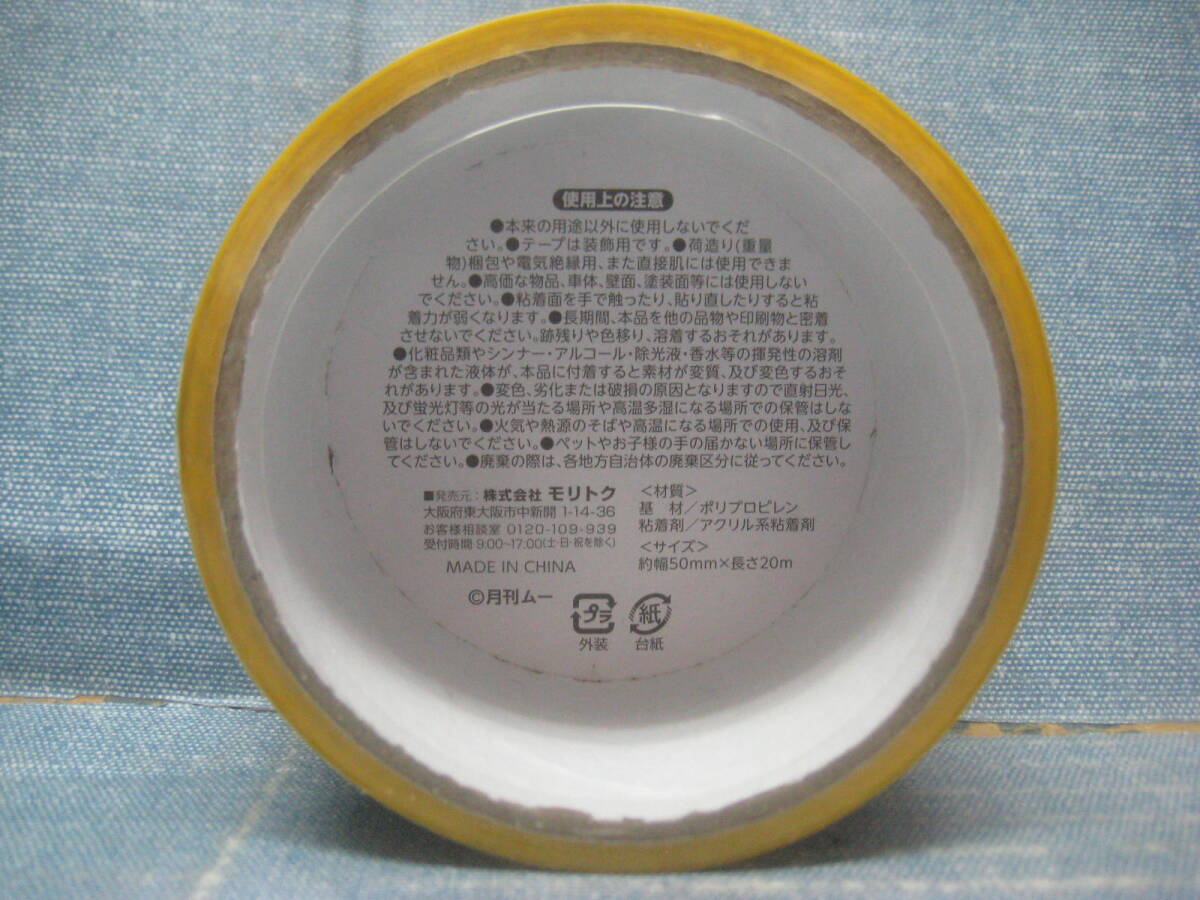 使用上の注意
●本来の用途以外に使用しないでくだ
さい。●テープは装飾用です。●荷造り(重量
物)梱包や電気絶縁用、また直接肌には使用できま
せん。●高価な物品、車体、壁面、塗装面等には使用しない
でください。●粘着面を手で触ったり、貼り直したりすると粘
着力が弱くなります。●長期間、本品を他の品物や印刷物と密着
させないでください。跡残りや色移り、溶着するおそれがあります。
●化粧品類やシンナー・アルコール・除光液・香水等の揮発性の溶剤
が含まれた液体が、本品に付着すると素材が変質、及び変色するおそ
れがあります。●変色、劣化または破損の原因となりますので直射日光、
及び蛍光灯等の光が当たる場所や高温多湿になる場所での保管はしな
いでください。●火気や熱源のそばや高温になる場所での使用、及び保
管はしないでください。●ペットやお子様の手の届かない場所に保管し
てください。●廃棄の際は、各地方自治体の廃棄区分に従ってください。
■発売元:株式会社 モリトク
大阪府東大阪市中新開 1-14-36
お客様相談室 0120-109-939
受付時間 9:00~17:00(土・日・祝を除く)
MADE IN CHINA
©月刊ムー
<材質>
基 材/ポリプロピレン
粘着剤/アクリル系粘着剤
<サイズ>
約幅50mm×長さ20m
プラ
外装
紙
台紙